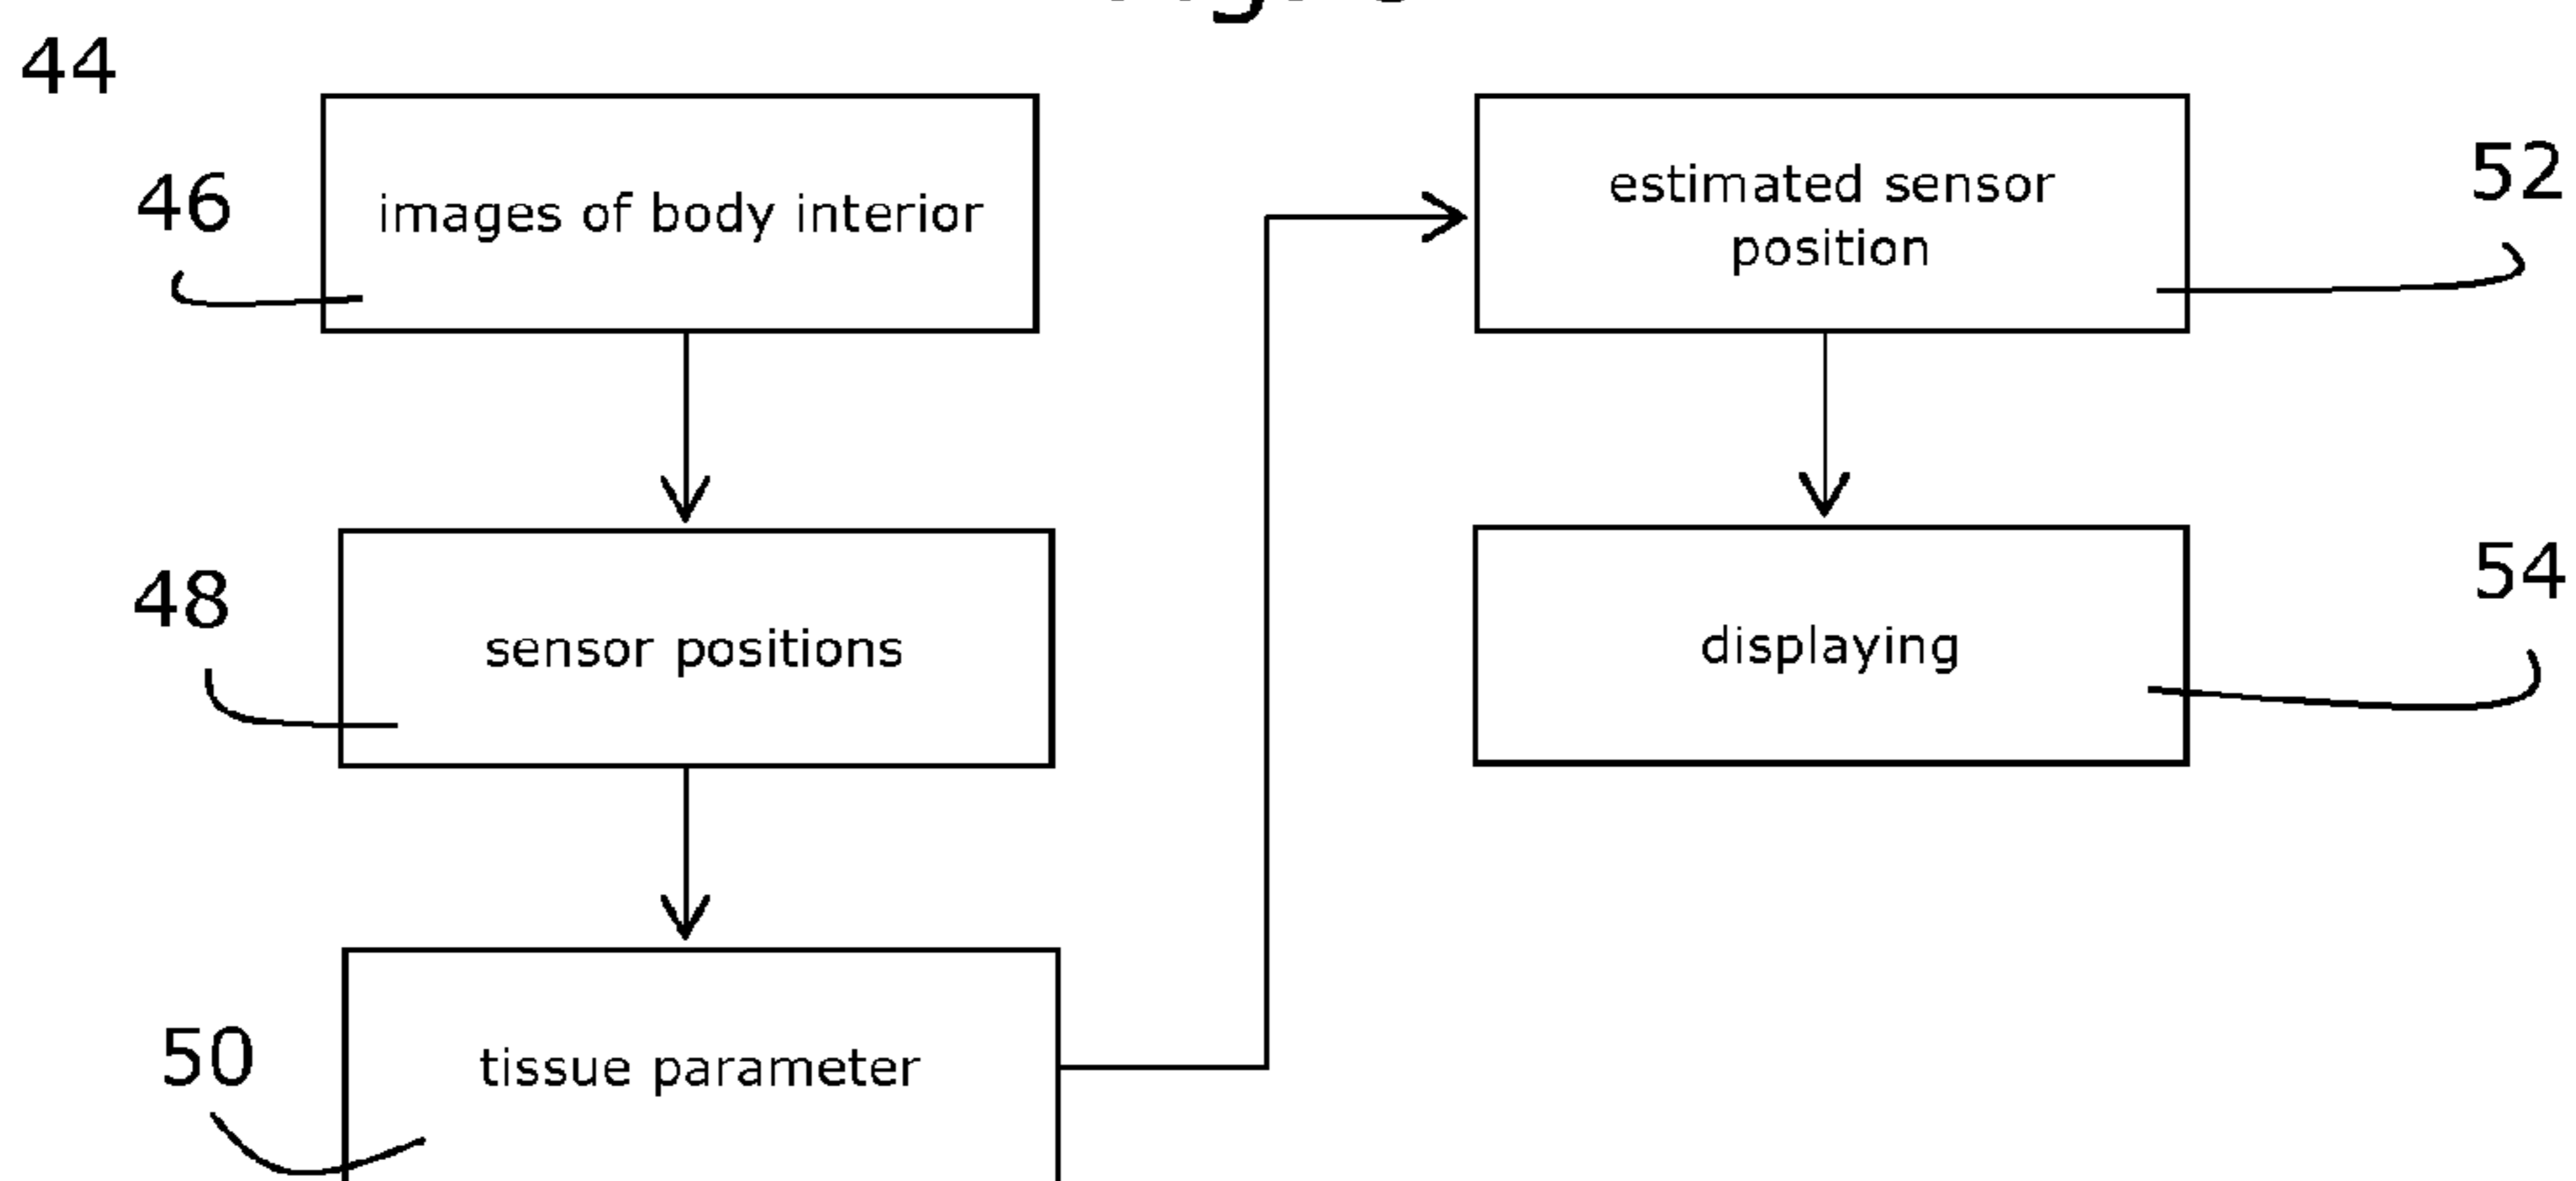 44
46
images of body interior
48
sensor positions
50
tissue parameter
estimated sensor
position
52
displaying
54